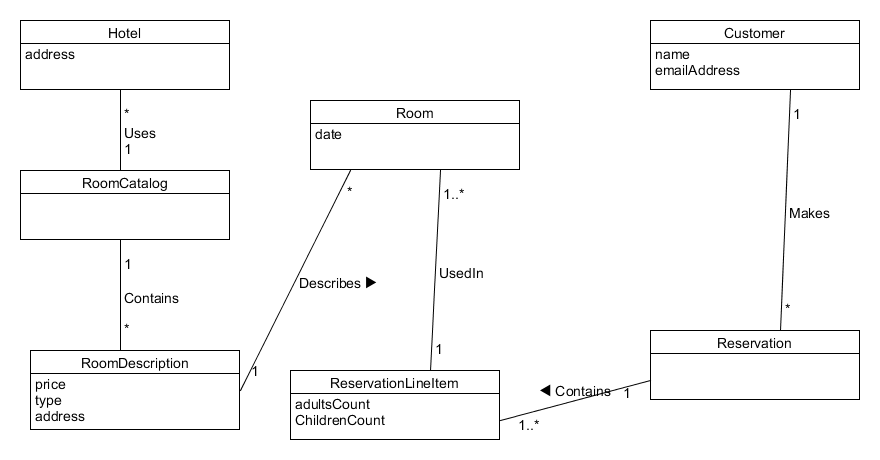 Hotel
address
*
Uses
1
RoomCatalog
1
Contains
*
RoomDescription
price
type
address
Room
date
*
Describes ▶
1
1..*
UsedIn
1
ReservationLineItem
adultsCount
ChildrenCount
Customer
name
emailAddress
1
Makes
*
Reservation
◀ Contains
1
1..*